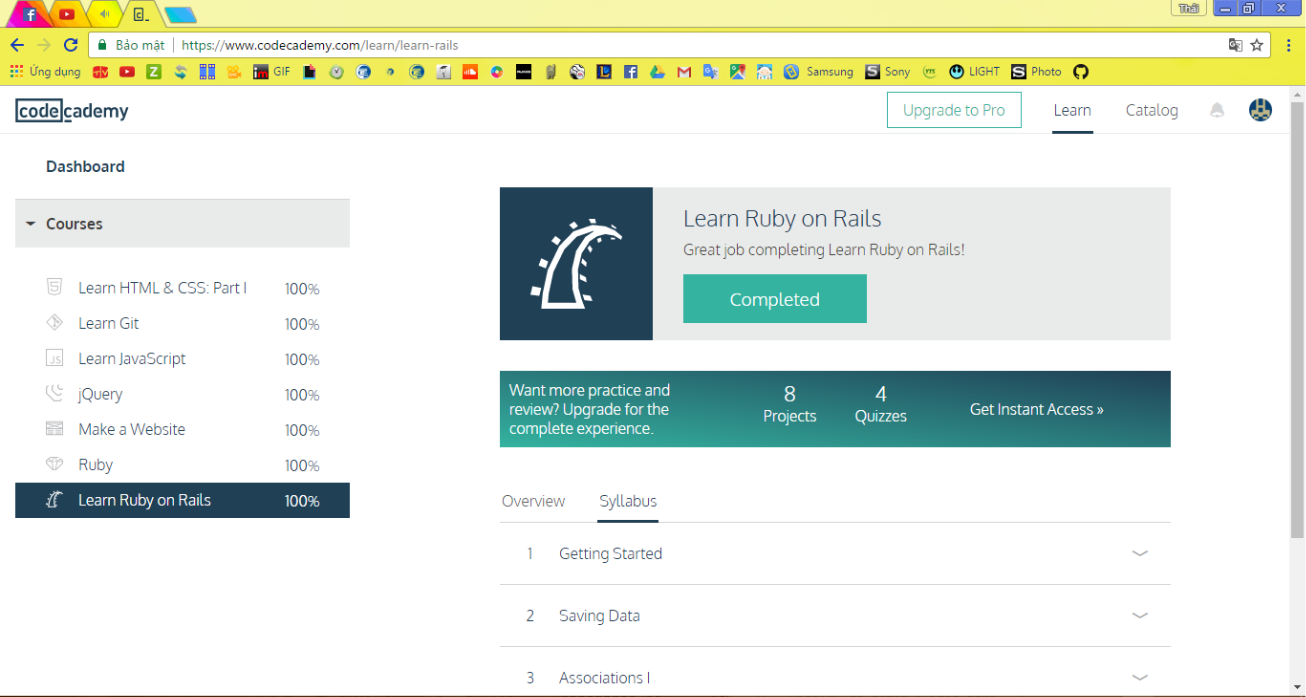 Thái
Bảo mật | https://www.codecademy.com/learn/learn-rails
Ứng dụng GIF Samsung Sony LIGHT Photo
codecademy
Upgrade to Pro Learn Catalog
Dashboard
Courses
Learn HTML & CSS: Part I 100%
Learn Git 100%
Learn JavaScript 100%
jQuery 100%
Make a Website 100%
Ruby 100%
Learn Ruby on Rails 100%
Learn Ruby on Rails
Great job completing Learn Ruby on Rails!
Completed
Want more practice and
review? Upgrade for the
complete experience.
8
Projects
4
Quizzes
Get Instant Access »
Overview Syllabus
1 Getting Started
2 Saving Data
3 Associations I